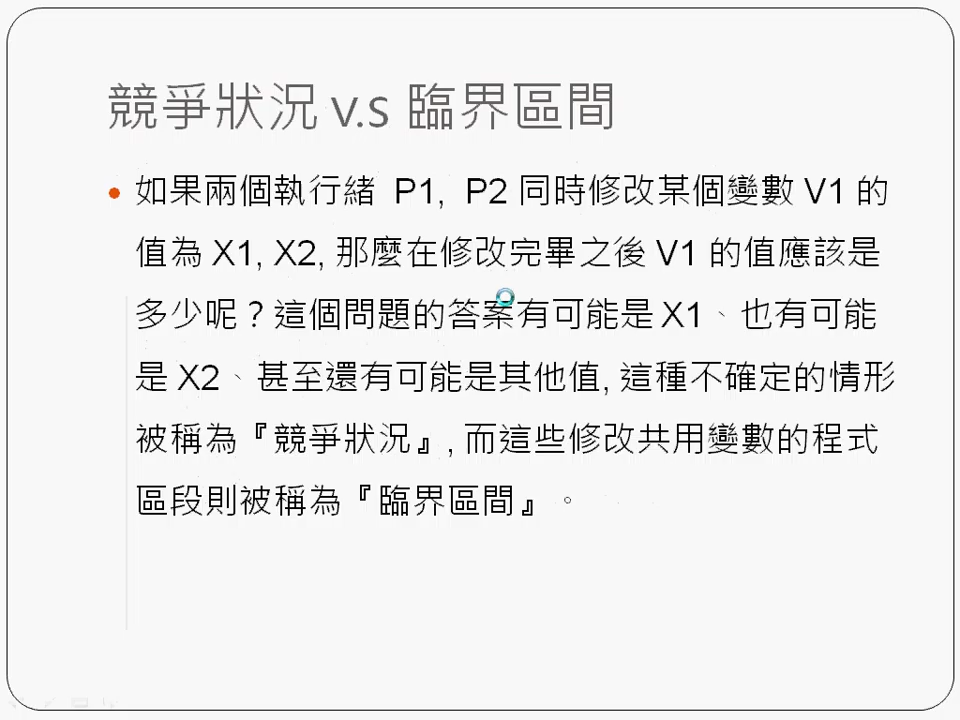 競爭狀況 v.s 臨界區間
• 如果兩個執行緒 P1, P2 同時修改某個變數 V1 的
值為 X1, X2, 那麼在修改完畢之後 V1 的值應該是
多少呢？這個問題的答案有可能是 X1、也有可能
是 X2、甚至還有可能是其他值, 這種不確定的情形
被稱為『競爭狀況』, 而這些修改共用變數的程式
區段則被稱為『臨界區間』。